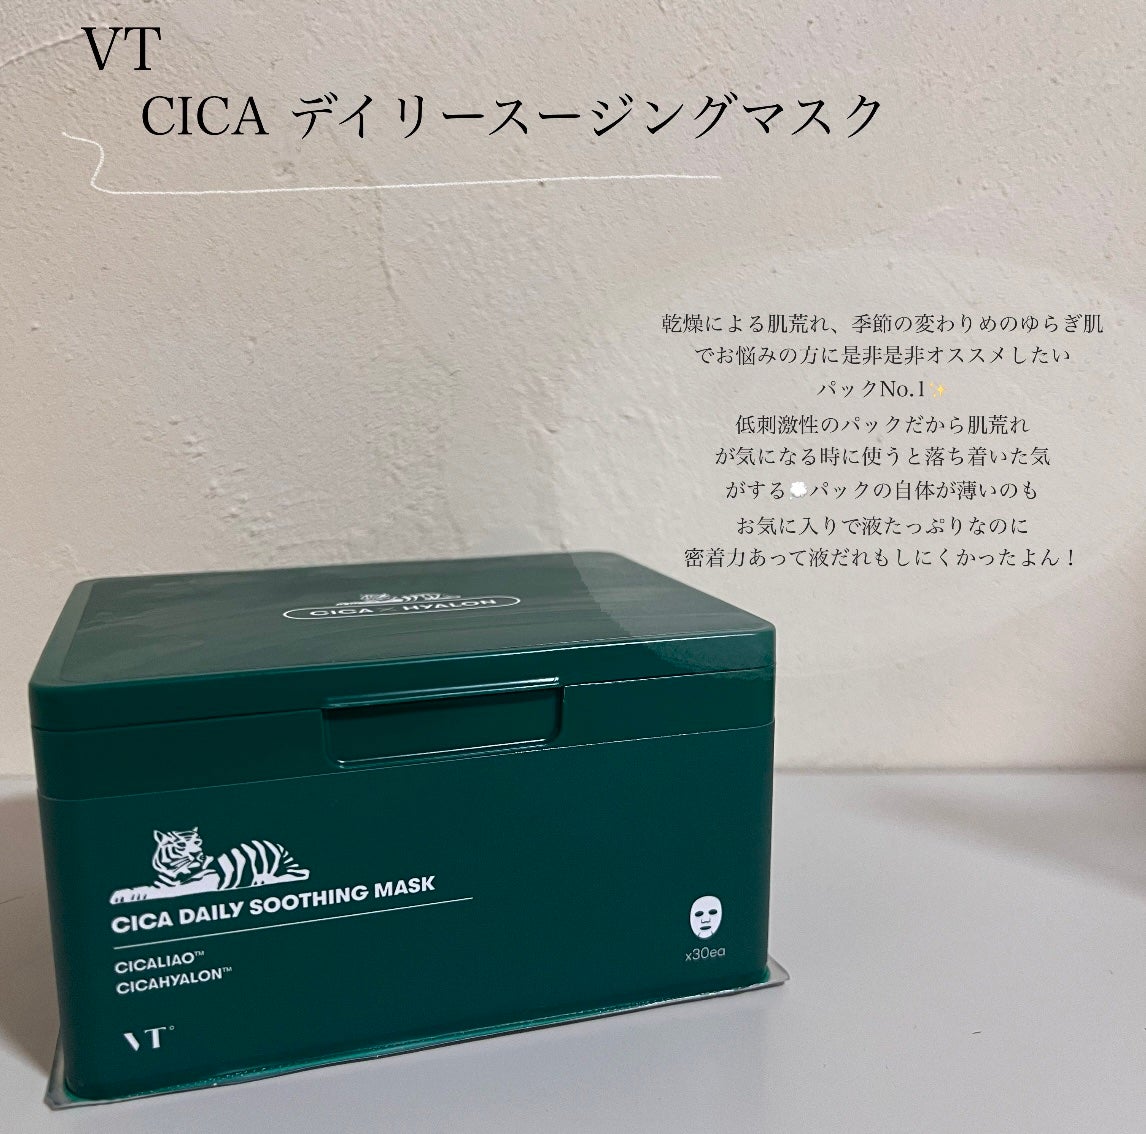 VT
CICA デイリースージングマスク
乾燥による肌荒れ、季節の変わりめのゆらぎ肌
でお悩みの方に是非是非オススメしたい
パックNo.1✨
低刺激性のパックだから肌荒れ
が気になる時に使うと落ち着いた気
がする💭パックの自体が薄いのも
お気に入りで液たっぷりなのに
密着力あって液だれもしにくかったよん！
CICA × HYALON
CICA DAILY SOOTHING MASK
CICALIAO™
CICAHYALON™
x30ea
VT°